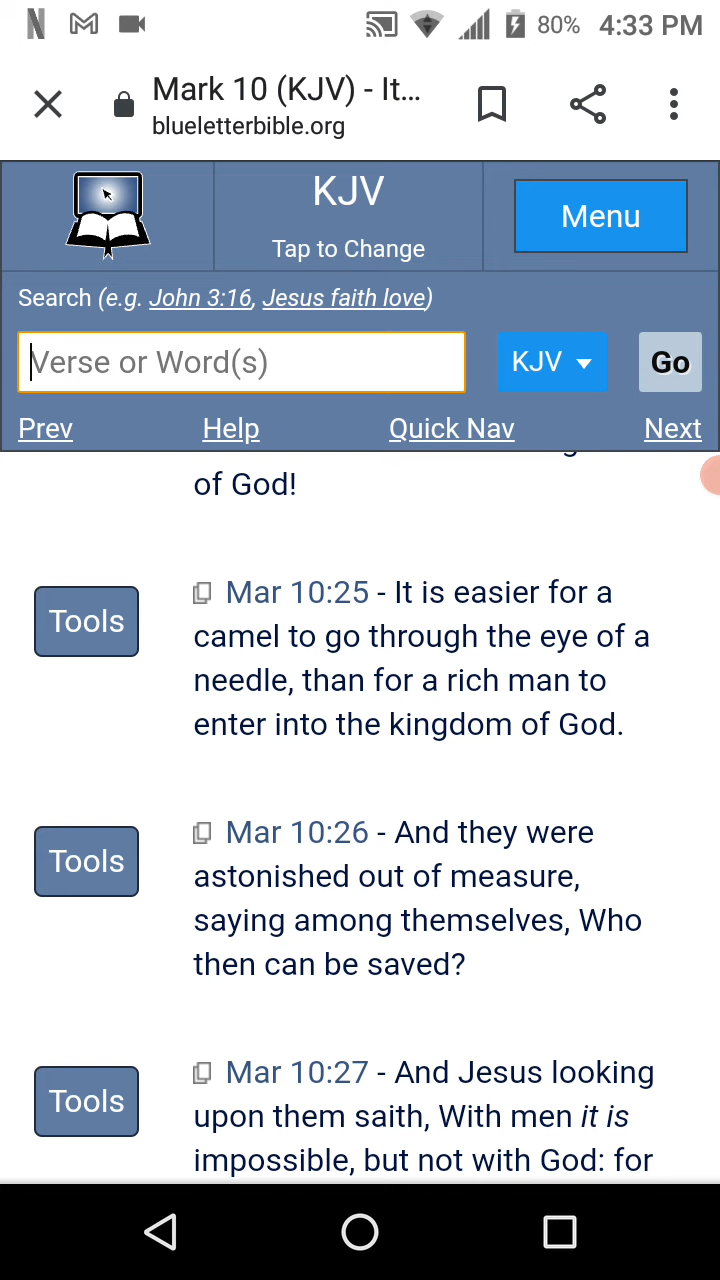 80% 4:33 PM
Mark 10 (KJV) - It...
blueletterbible.org
KJV
Tap to Change
Menu
Search (e.g. John 3:16, Jesus faith love)
Verse or Word(s)
KJV
Go
Prev Help Quick Nav Next
of God!
Tools
Mar 10:25 - It is easier for a
camel to go through the eye of a
needle, than for a rich man to
enter into the kingdom of God.
Tools
Mar 10:26 - And they were
astonished out of measure,
saying among themselves, Who
then can be saved?
Tools
Mar 10:27 - And Jesus looking
upon them saith, With men it is
impossible, but not with God: for